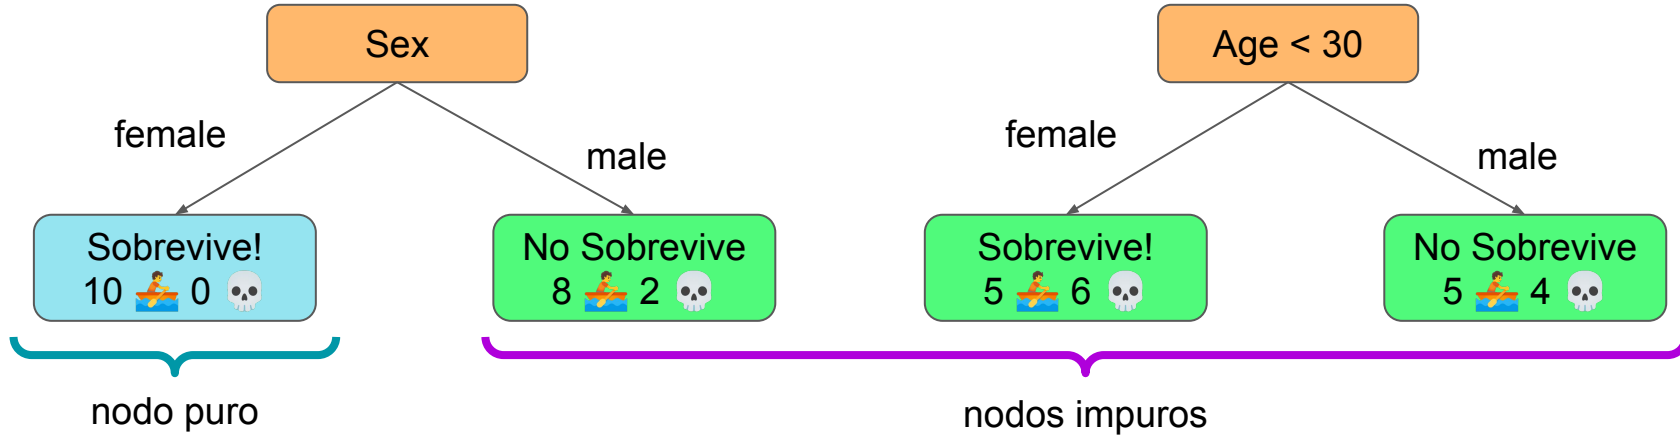 Sex
female
male
Sobrevive!
10 🚣 0 💀
No Sobrevive
8 🚣 2 💀
nodo puro
Age < 30
female
male
Sobrevive!
5 🚣 6 💀
No Sobrevive
5 🚣 4 💀
nodos impuros